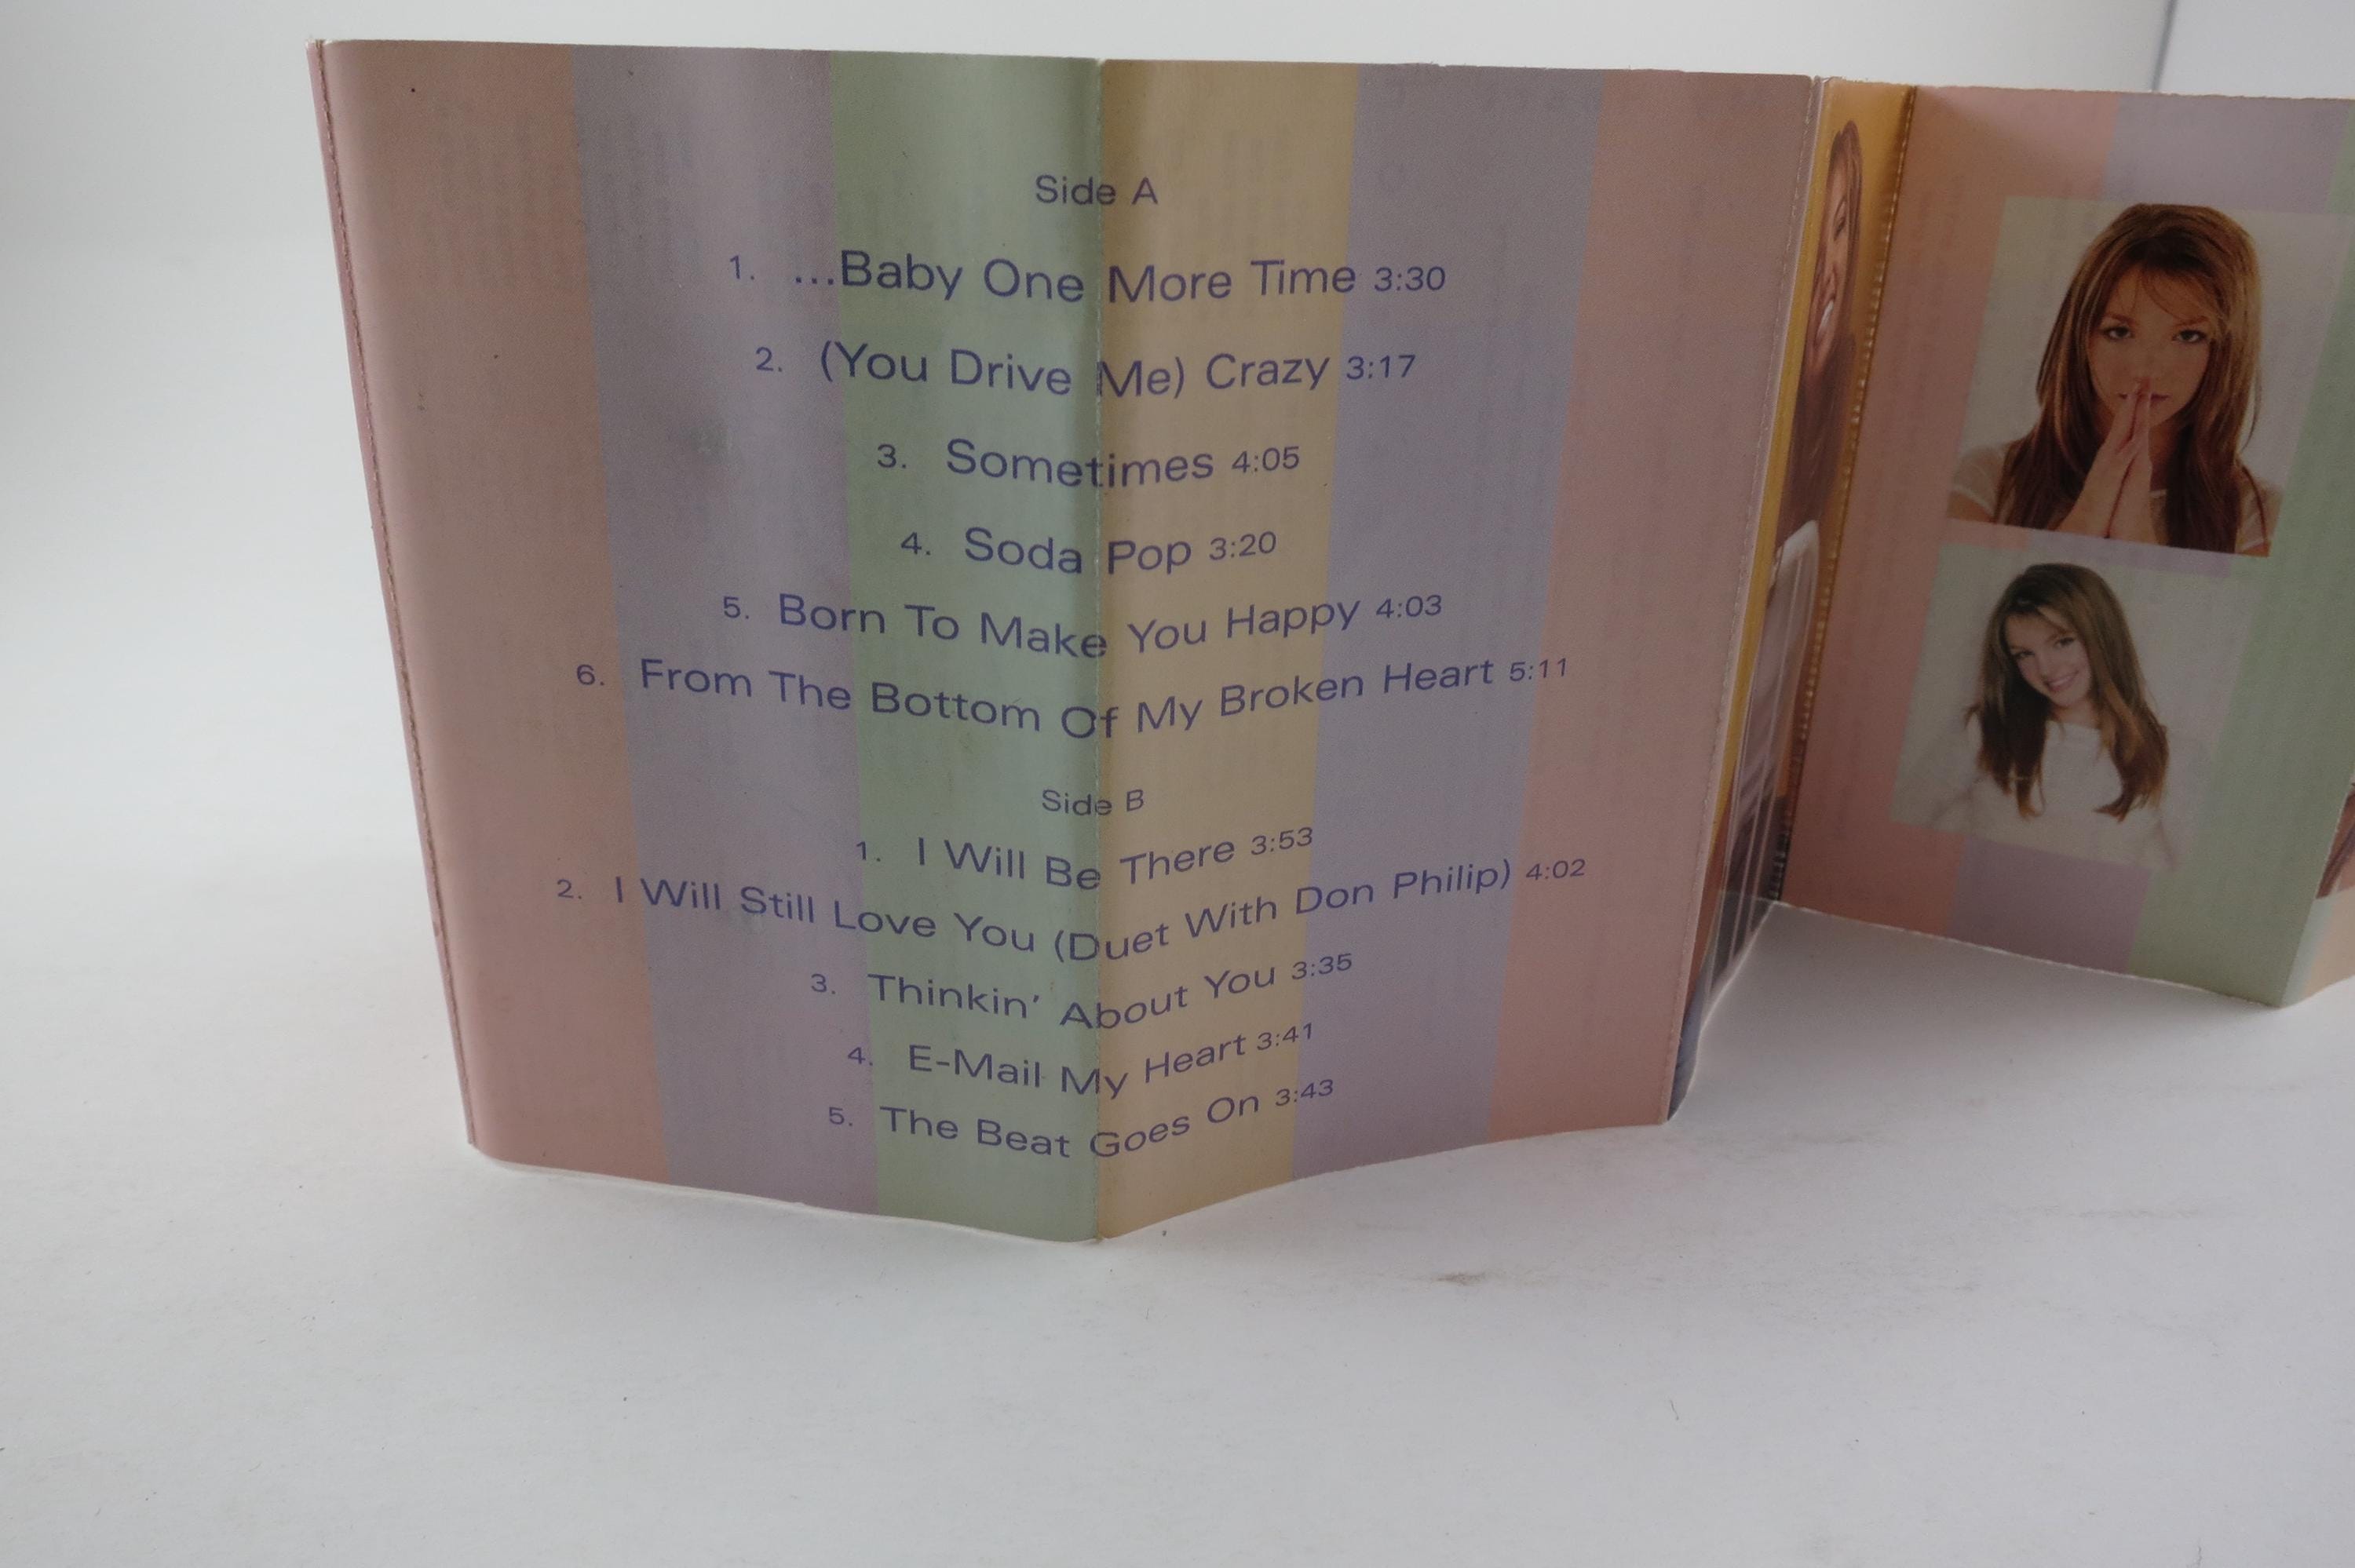 Side A
1. ...Baby One More Time 3:30
2. (You Drive Me) Crazy 3:17
3. Sometimes 4:05
4. Soda Pop 3:20
5. Born To Make You Happy 4:03
6. From The Bottom Of My Broken Heart 5:11
Side B
1. I Will Be There 3:53
2. I Will Still Love You (Duet With Don Philip) 4:02
3. Thinkin' About You 3:35
4. E-Mail My Heart 3:41
5. The Beat Goes On 3:43